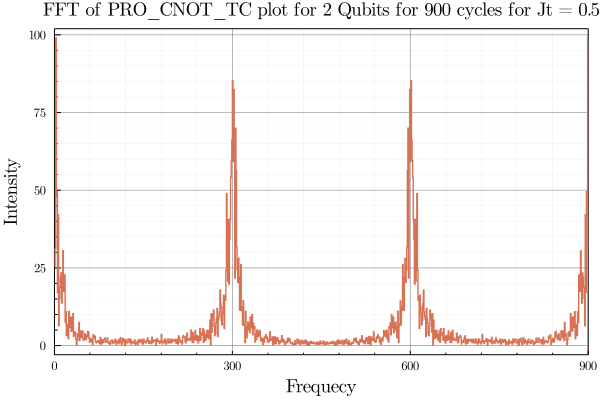 FFT of PRO_CNOT_TC plot for 2 Qubits for 900 cycles for Jt = 0.5
100
75
50
25
0
Intensity
0 300 600 900
Frequecy